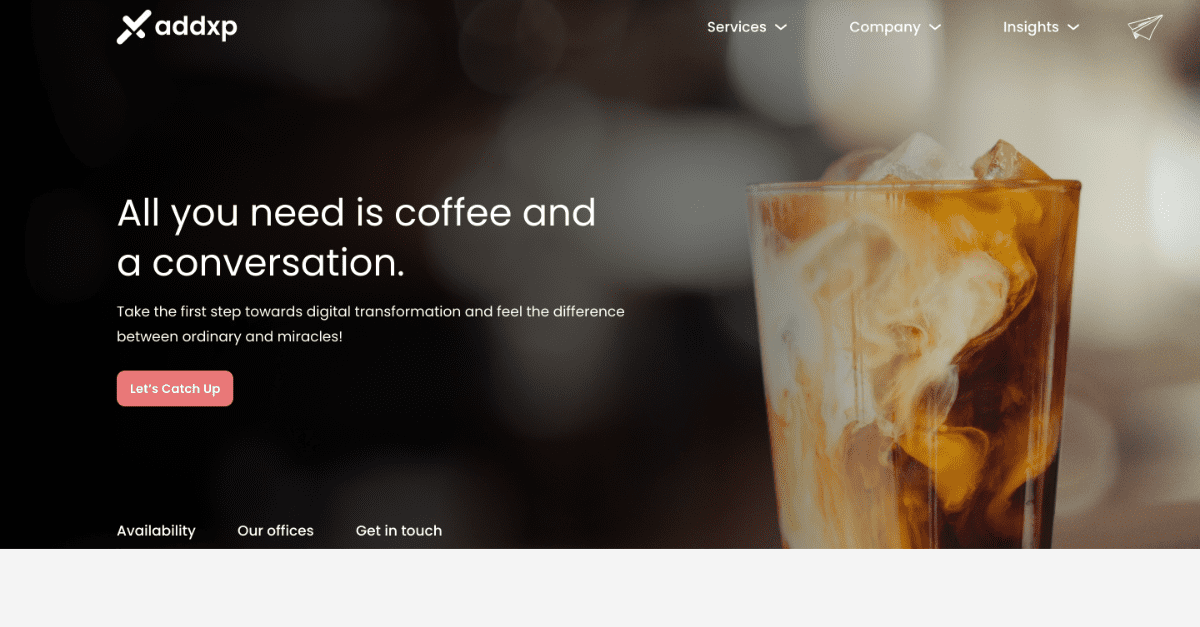 addxp
Services
Company
Insights
All you need is coffee and
a conversation.
Take the first step towards digital transformation and feel the difference
between ordinary and miracles!
Let's Catch Up
Availability
Our offices
Get in touch